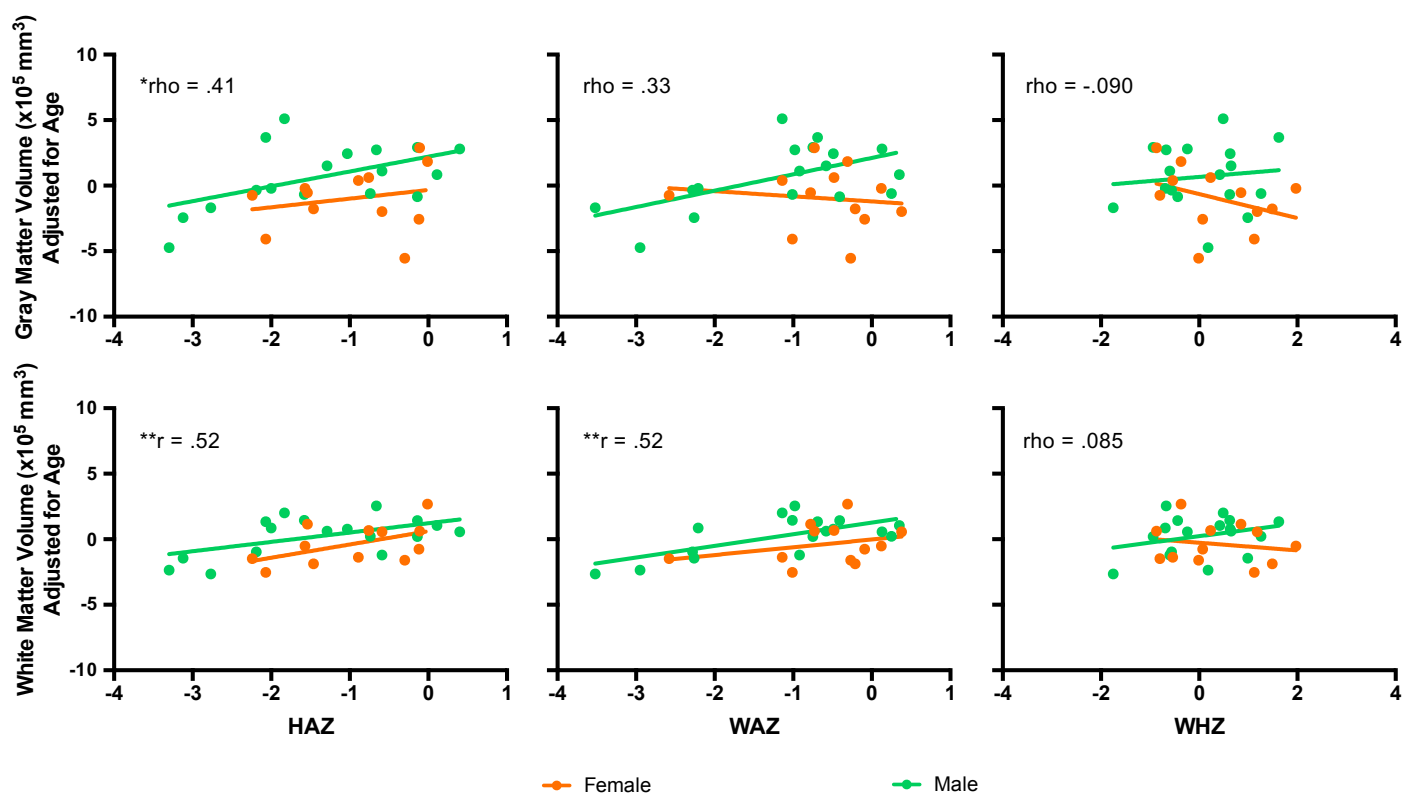 Gray Matter Volume (x10⁵ mm³)
Adjusted for Age
10
5
0
-5
-10
*rho = .41
-4 -3 -2 -1 0 1
rho = .33
-4 -3 -2 -1 0 1
rho = -.090
-4 -2 0 2 4
White Matter Volume (x10⁵ mm³)
Adjusted for Age
10
5
0
-5
-10
**r = .52
-4 -3 -2 -1 0 1
HAZ
**r = .52
-4 -3 -2 -1 0 1
WAZ
rho = .085
-4 -2 0 2 4
WHZ
Female Male